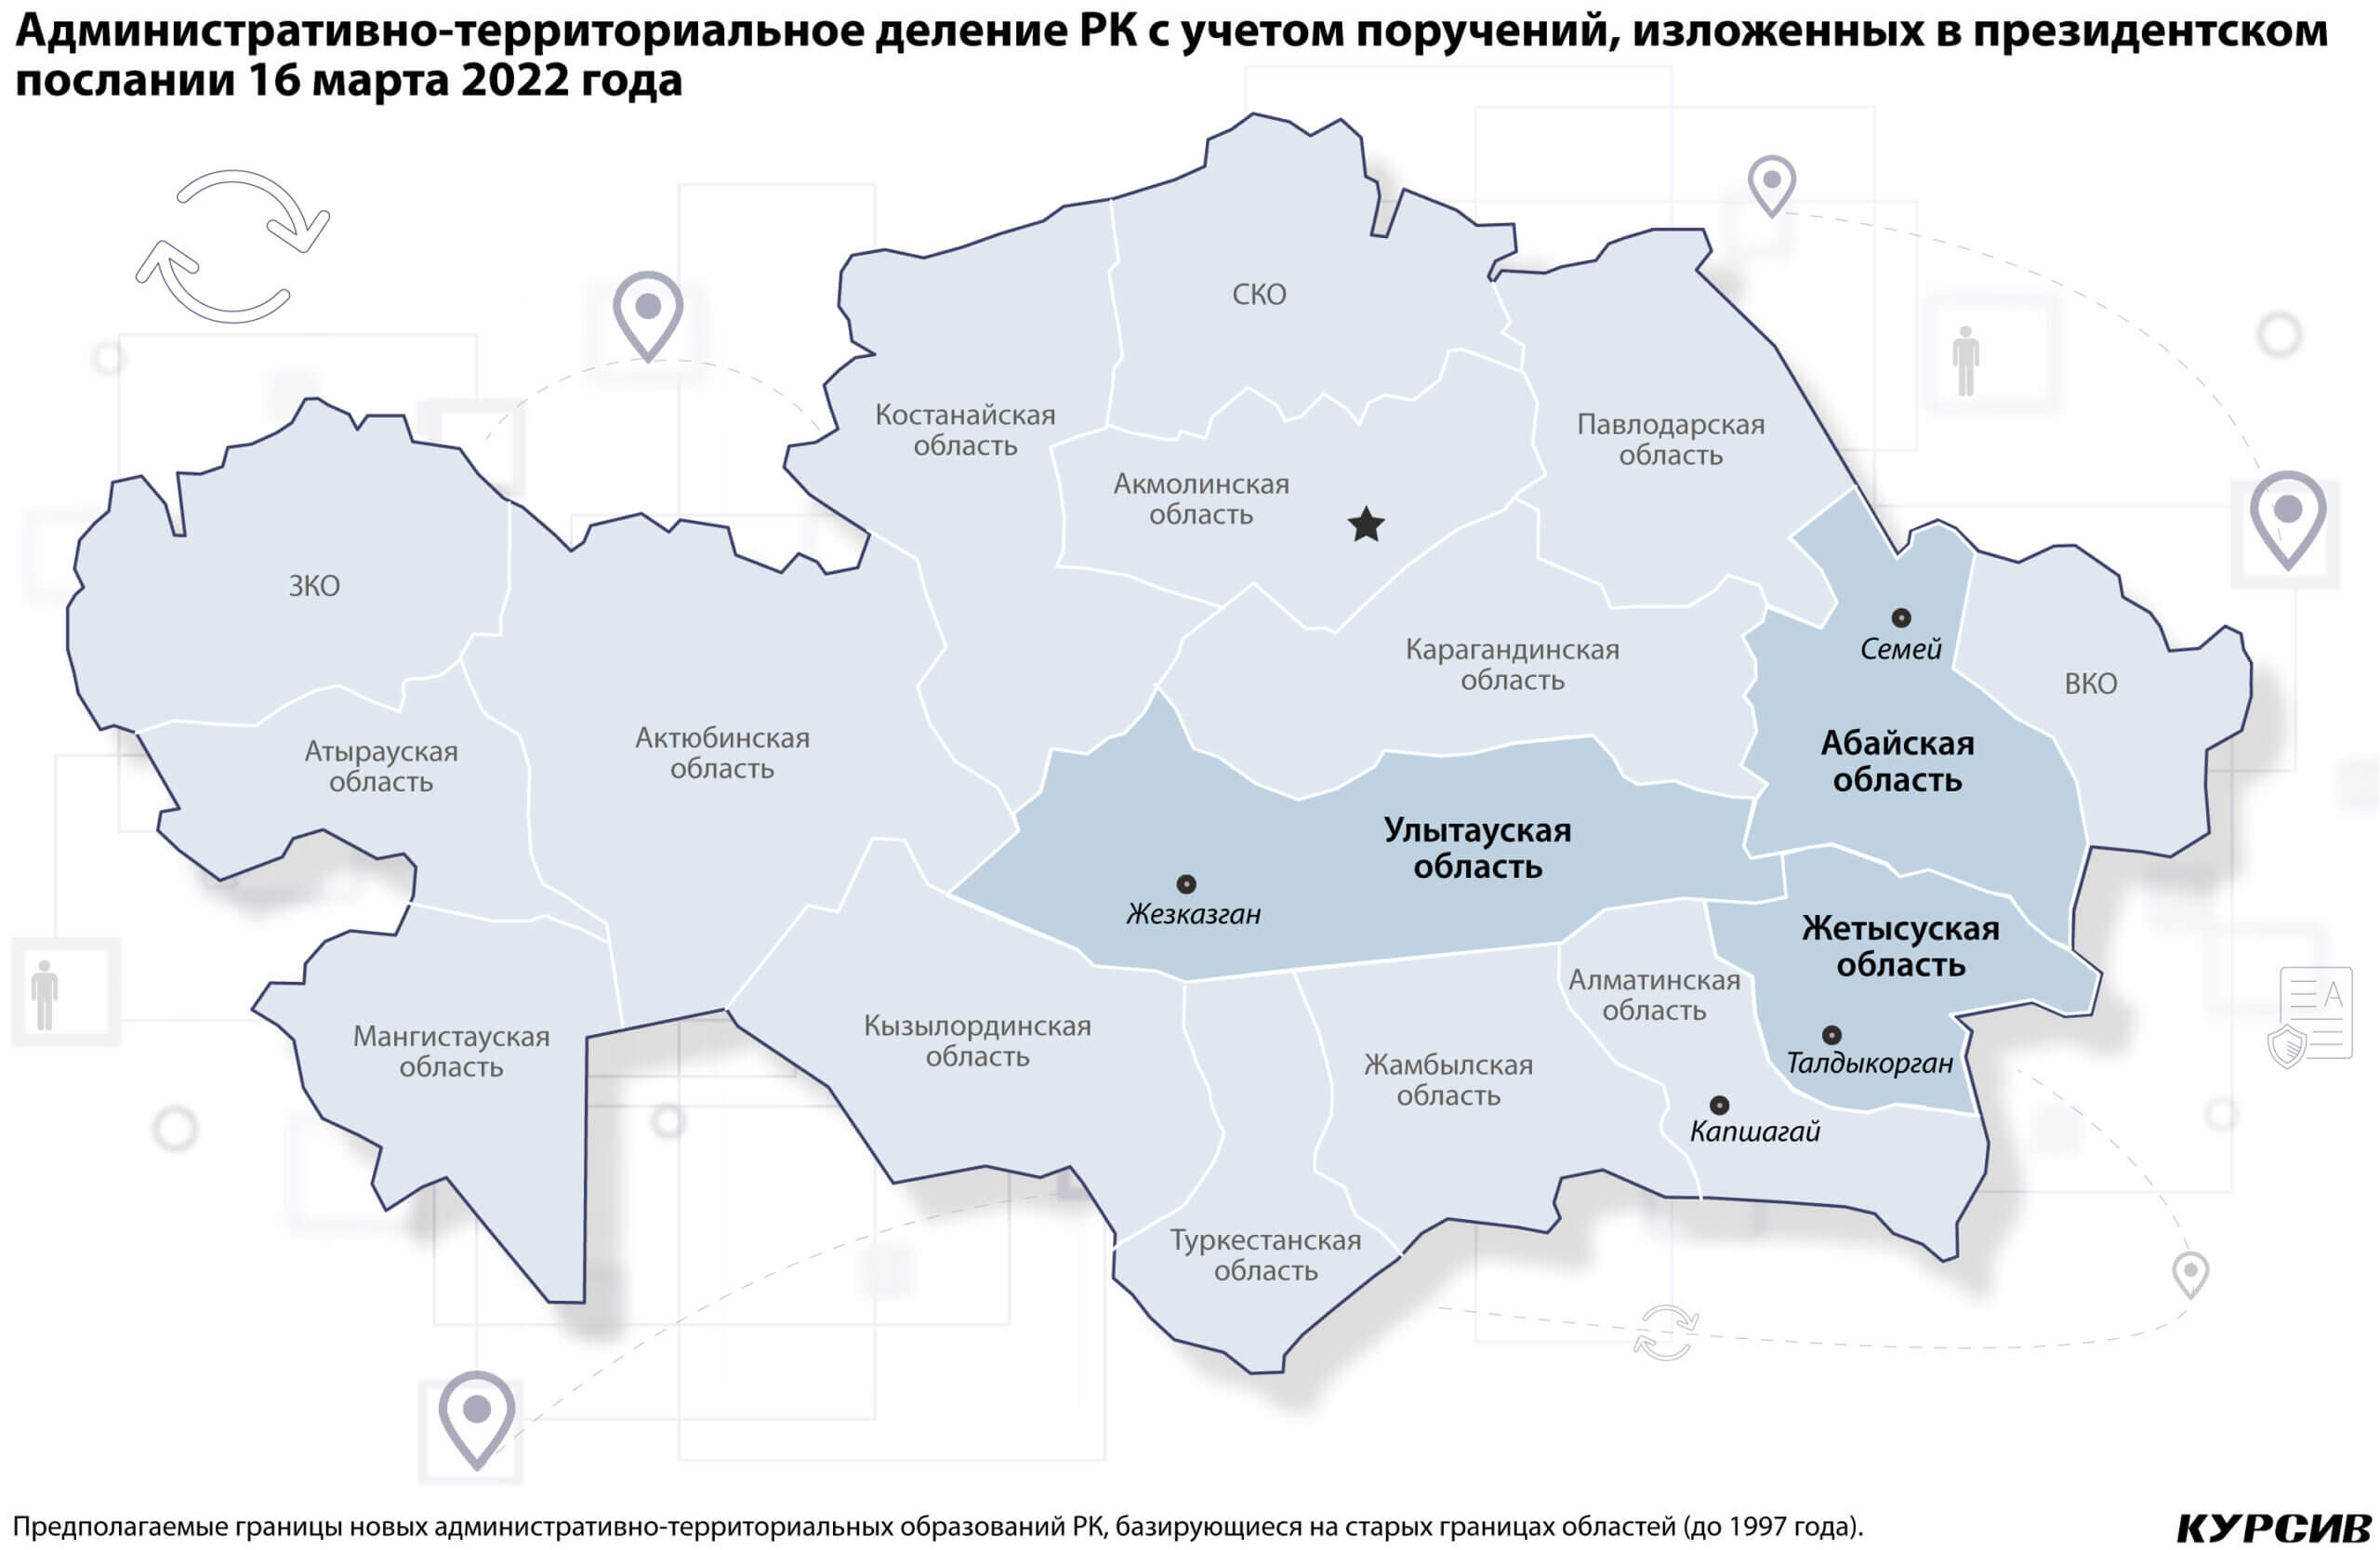 Административно-территориальное деление РК с учетом поручений, изложенных в президентском
послании 16 марта 2022 года
СКО
Костанайская
область
Павлодарская
область
Акмолинская
область
ЗКО
Семей
Карагандинская
область
ВКО
Атырауская
область
Актюбинская
область
Абайская
область
Улытауская
область
Жезказган
Жетысуская
область
Алматинская
область
Мангистауская
область
Кызылординская
область
Талдыкорган
Жамбылская
область
Капшагай
Туркестанская
область
A
Предполагаемые границы новых административно-территориальных образований РК, базирующиеся на старых границах областей (до 1997 года).
КУРСИВ